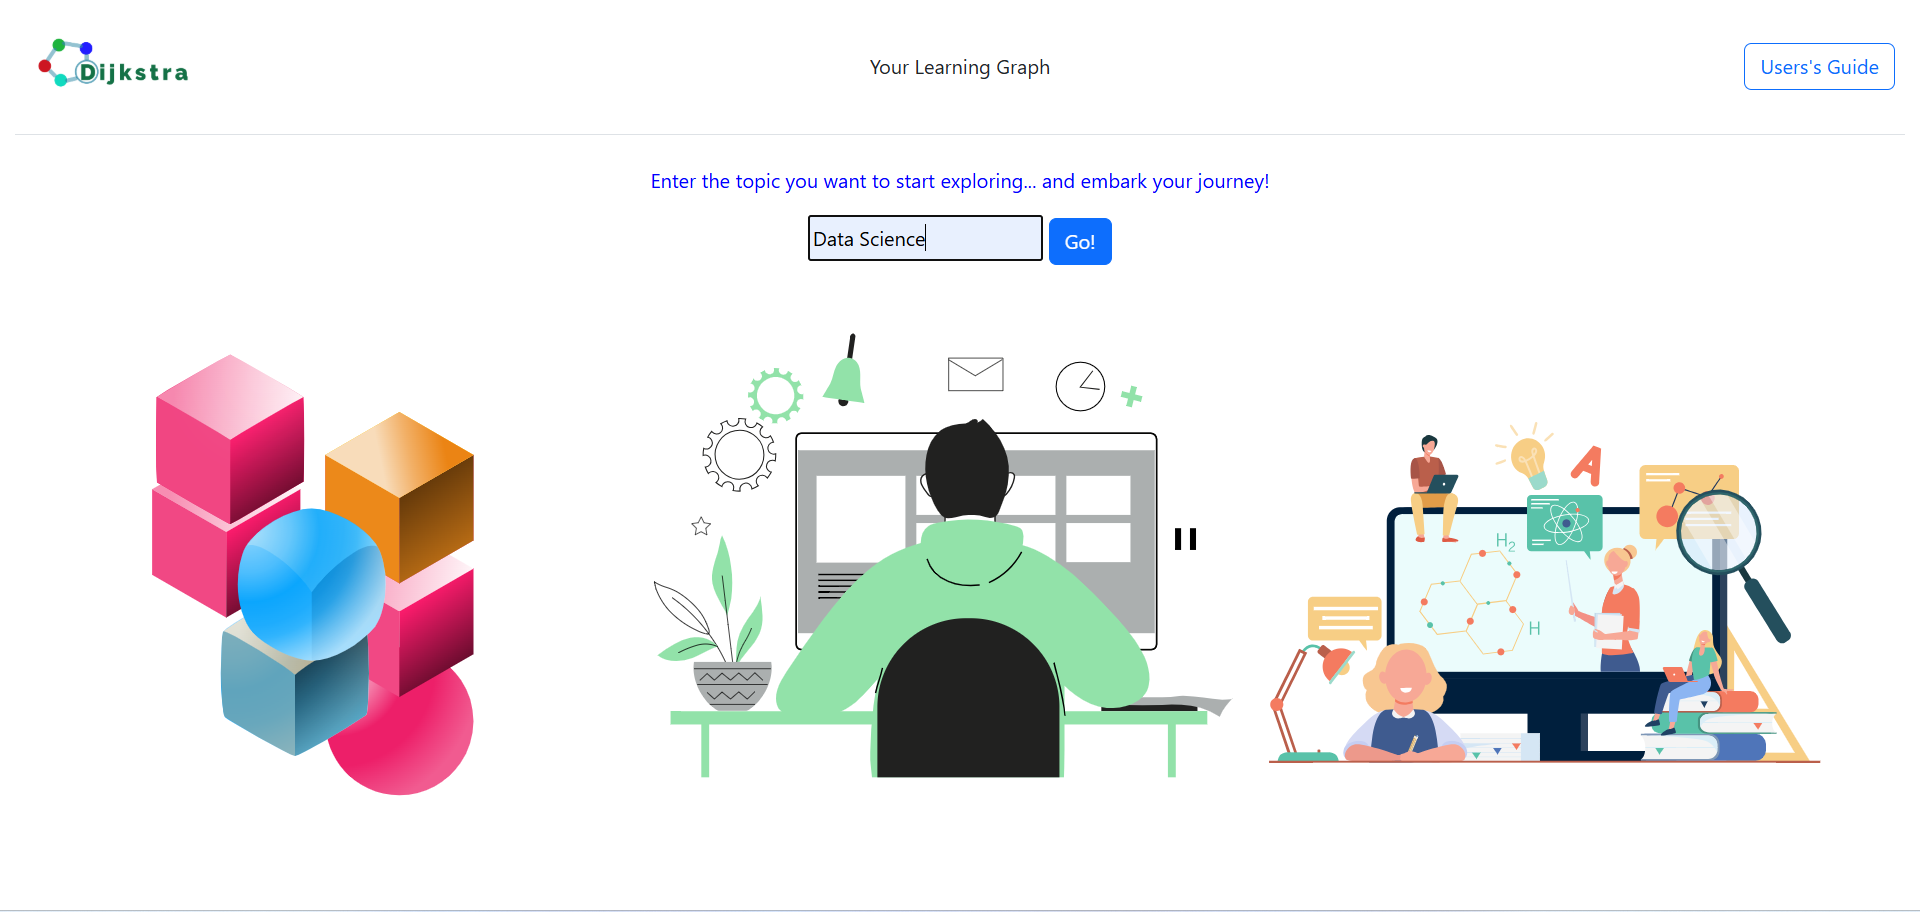 Dijkstra
Your Learning Graph
Users's Guide
Enter the topic you want to start exploring... and embark your journey!
Data Science
Go!
A
H2
H